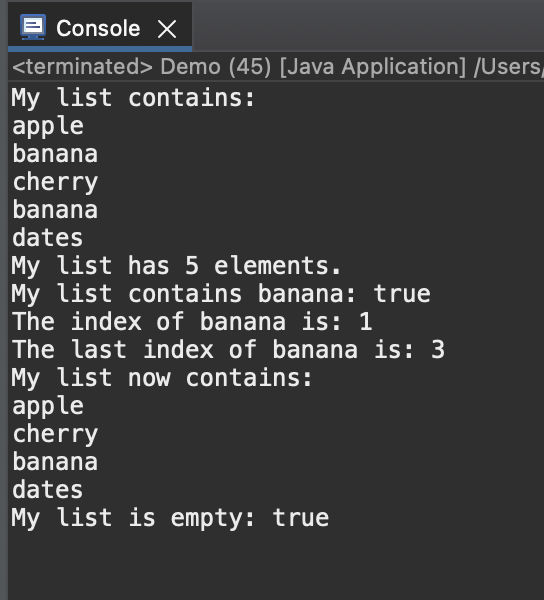 Console
<terminated> Demo (45) [Java Application] /Users/
My list contains:
apple
banana
cherry
banana
dates
My list has 5 elements.
My list contains banana: true
The index of banana is: 1
The last index of banana is: 3
My list now contains:
apple
cherry
banana
dates
My list is empty: true